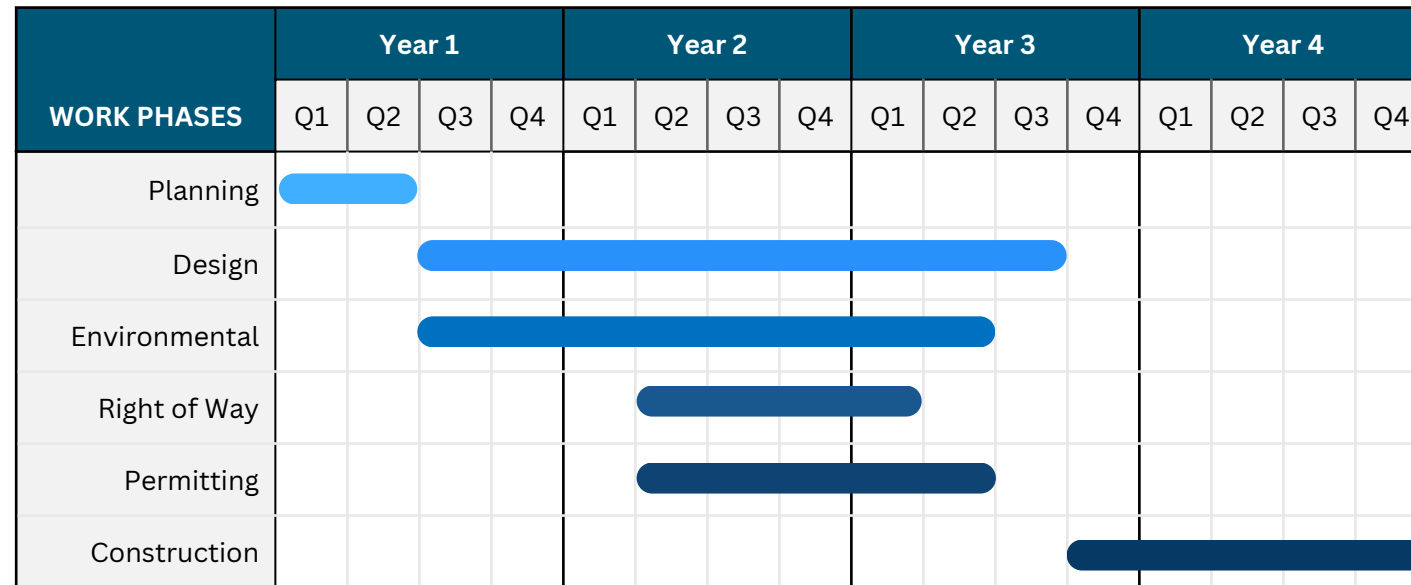 Year 1 Year 2 Year 3 Year 4
WORK PHASES Q1 Q2 Q3 Q4 Q1 Q2 Q3 Q4 Q1 Q2 Q3 Q4 Q1 Q2 Q3 Q4
Planning
Design
Environmental
Right of Way
Permitting
Construction